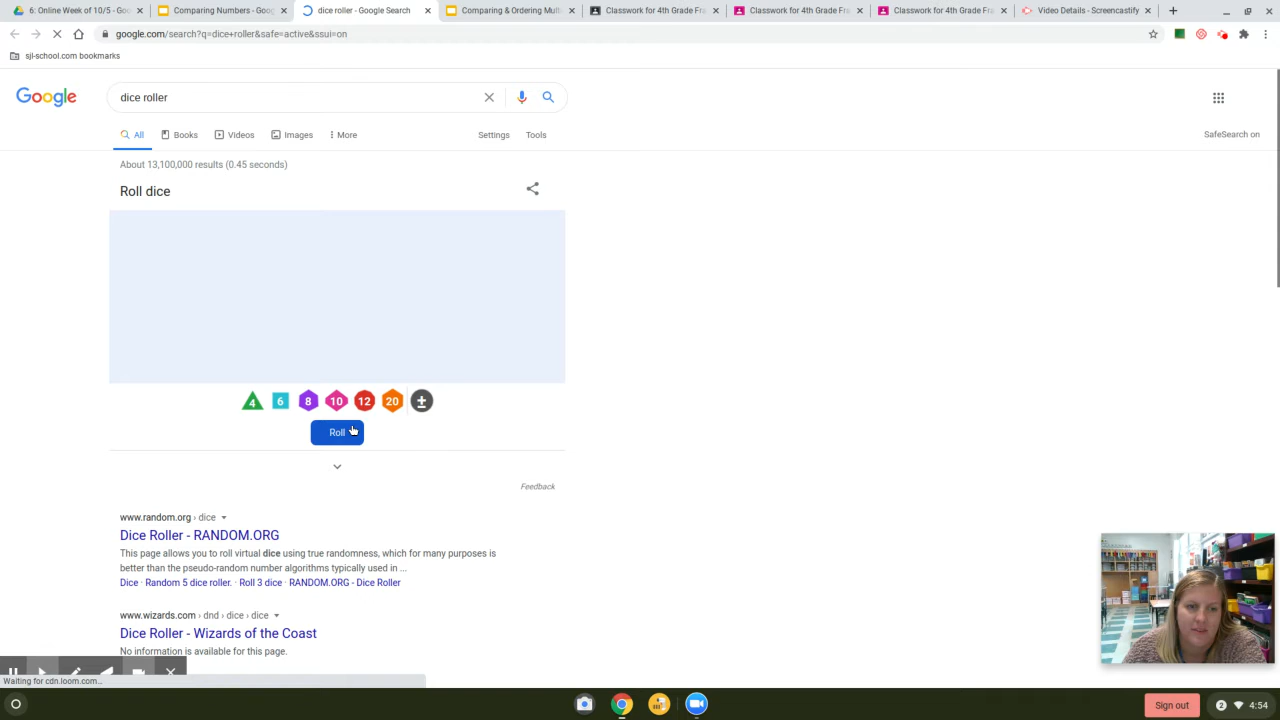 6: Online Week of 10/5 - Goo
Comparing Numbers - Goog
dice roller - Google Search
Comparing & Ordering Mult
Classwork for 4th Grade Fra
Classwork for 4th Grade Fra
Classwork for 4th Grade Fra
Video Details - Screencastify
google.com/search?q=dice+roller&safe=active&ssui=on
sjl-school.com bookmarks
Google
dice roller
All
Books
Videos
Images
More
Settings
Tools
SafeSearch on
About 13,100,000 results (0.45 seconds)
Roll dice
4 6 8 10 12 20 ±
Roll
Feedback
www.random.org › dice
Dice Roller - RANDOM.ORG
This page allows you to roll virtual dice using true randomness, which for many purposes is
better than the pseudo-random number algorithms typically used in ...
Dice · Random 5 dice roller. · Roll 3 dice · RANDOM.ORG - Dice Roller
www.wizards.com › dnd › dice › dice
Dice Roller - Wizards of the Coast
No information is available for this page.
Waiting for cdn.loom.com...
Sign out
2
4:54